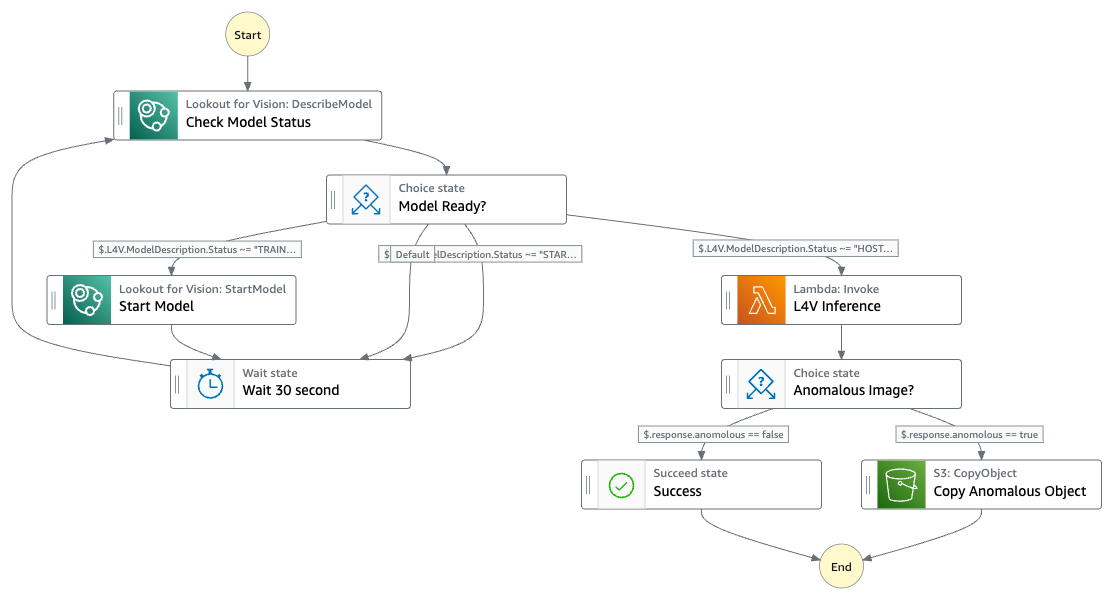 Start
Lookout for Vision: DescribeModel
Check Model Status
Choice state
Model Ready?
$.L4V.ModelDescription.Status ~= "TRAIN...
$
Default
lDescription.Status ~= "STAR...
$.L4V.ModelDescription.Status ~= "HOST...
Lookout for Vision: StartModel
Start Model
Lambda: Invoke
L4V Inference
Wait state
Wait 30 second
Choice state
Anomalous Image?
$.response.anomolous == false
$.response.anomolous == true
Succeed state
Success
S3: CopyObject
Copy Anomalous Object
End